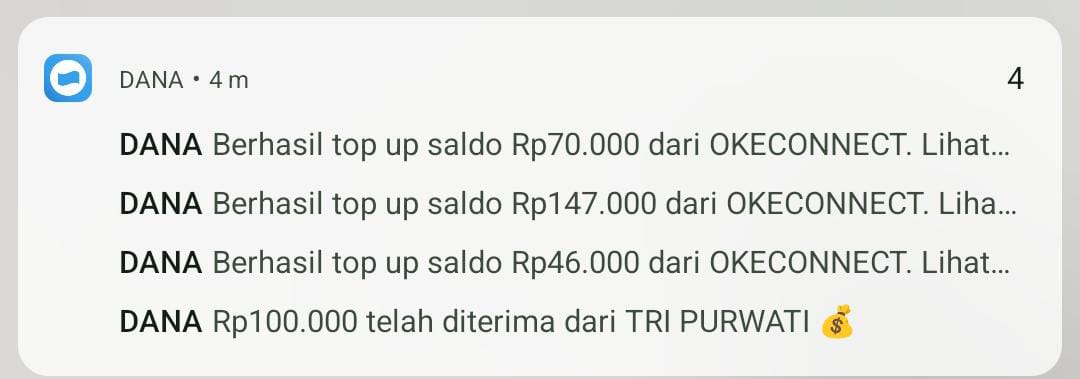 DANA • 4 m
4
DANA Berhasil top up saldo Rp70.000 dari OKECONNECT. Lihat...
DANA Berhasil top up saldo Rp147.000 dari OKECONNECT. Liha...
DANA Berhasil top up saldo Rp46.000 dari OKECONNECT. Lihat...
DANA Rp100.000 telah diterima dari TRI PURWATI 💰